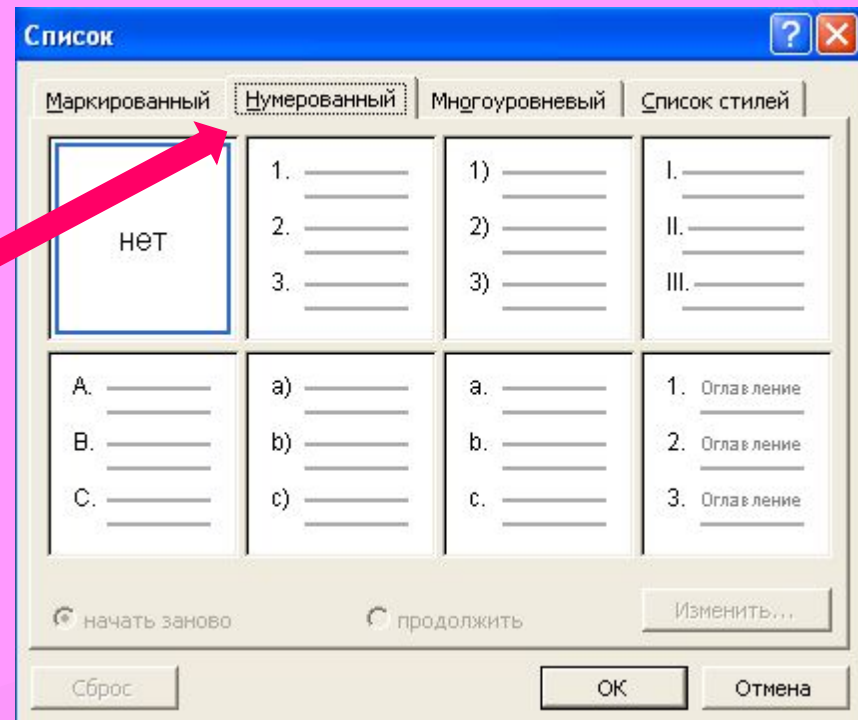 Список
Маркированный Нумерованный Многоуровневый Список стилей
нет
1.
2.
3.
1)
2)
3)
I.
II.
III.
A.
B.
C.
a)
b)
c)
a.
b.
c.
1. Оглавление
2. Оглавление
3. Оглавление
начать заново продолжить Изменить...
Сброс ОК Отмена